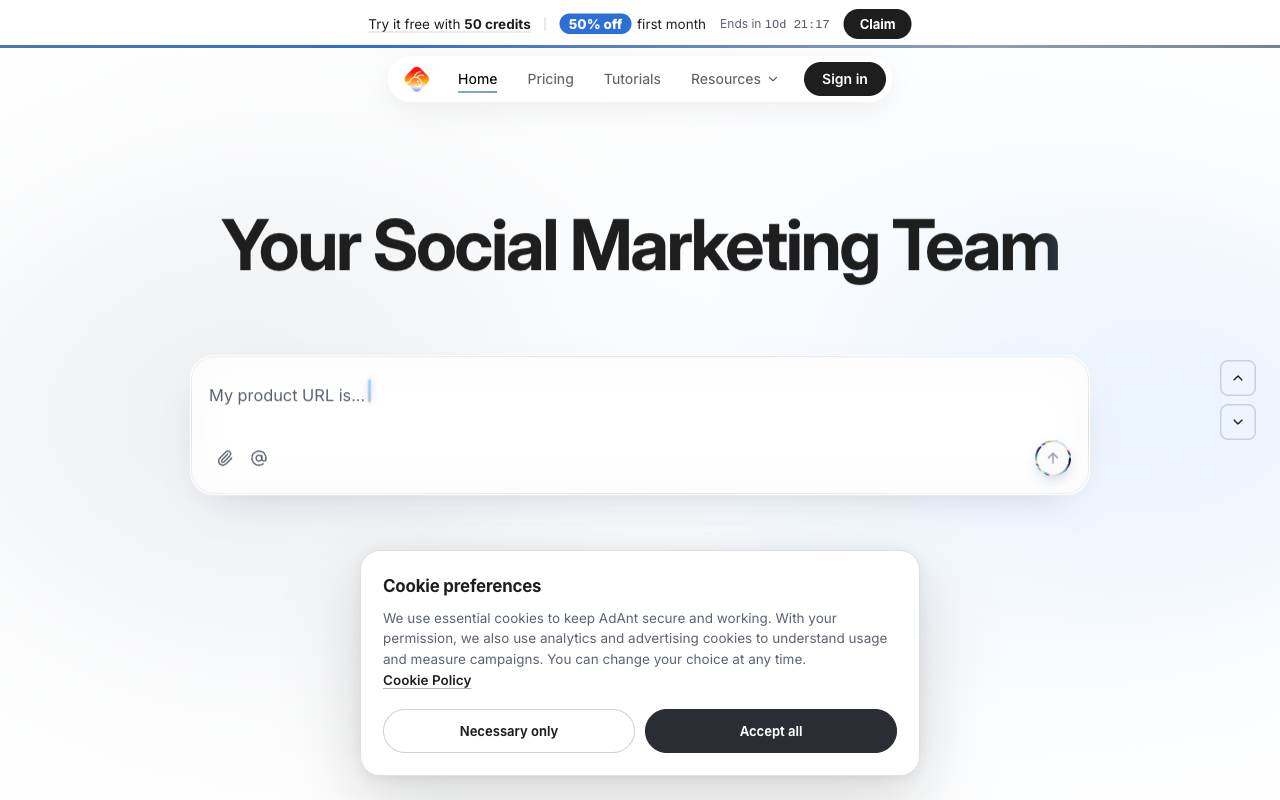 Try it free with 50 credits
50% off first month
Ends in 10d 21:17
Claim
Home
Pricing
Tutorials
Resources
Sign in
Your Social Marketing Team
My product URL is...
Cookie preferences
We use essential cookies to keep AdAnt secure and working. With your
permission, we also use analytics and advertising cookies to understand usage
and measure campaigns. You can change your choice at any time.
Cookie Policy
Necessary only
Accept all